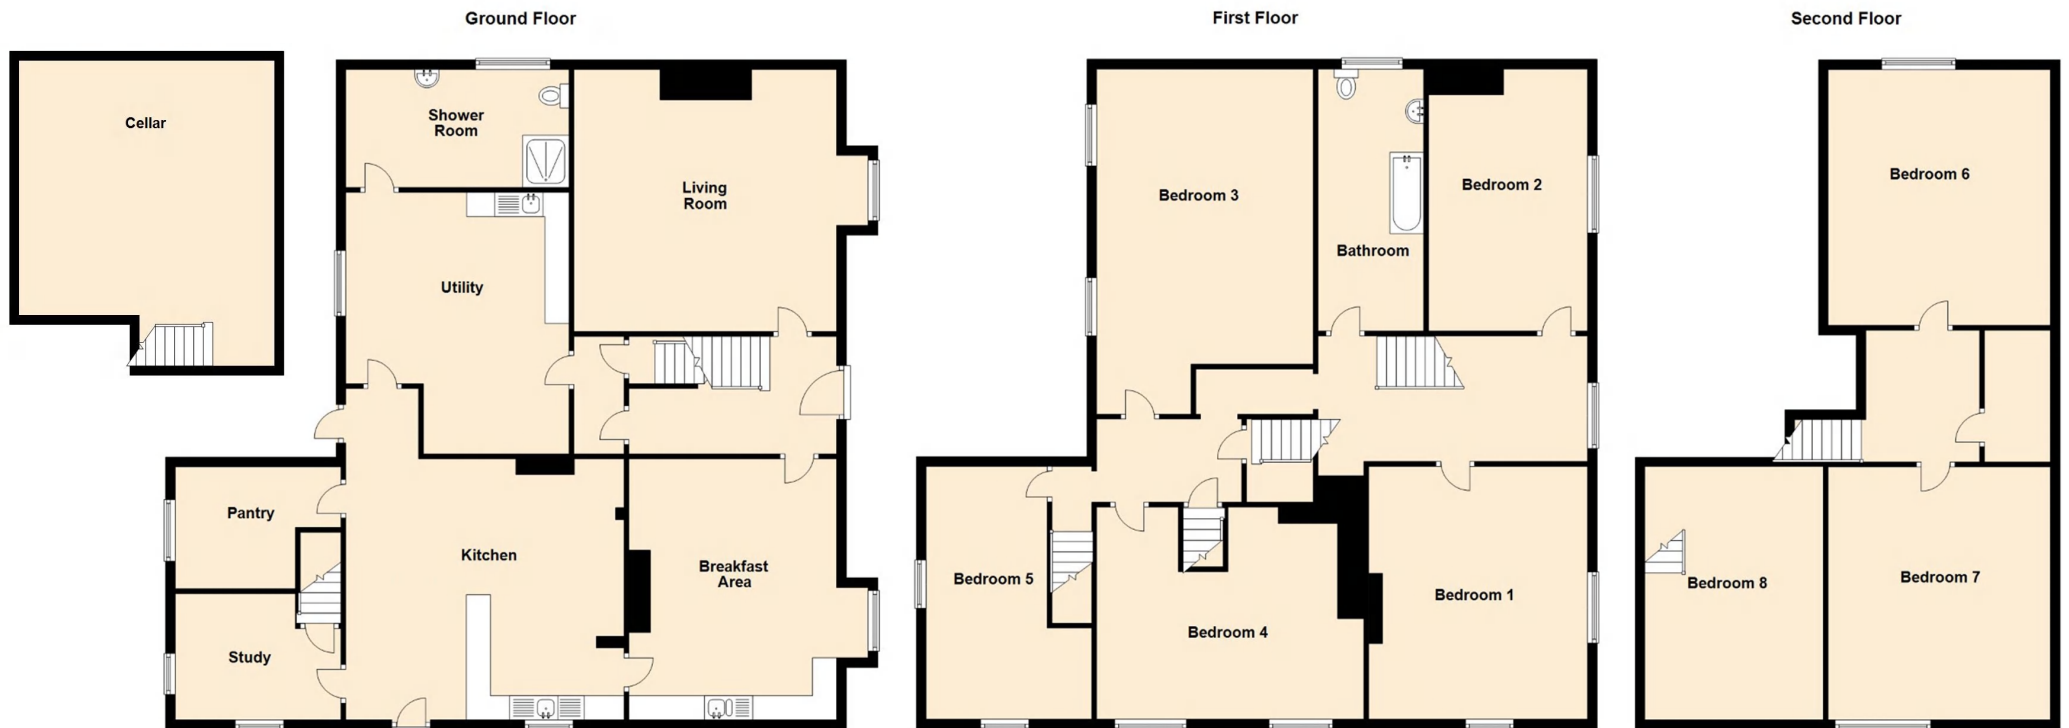 Ground Floor
First Floor
Second Floor
Cellar
Shower
Room
Living
Room
Utility
Pantry
Kitchen
Breakfast
Area
Study
Bedroom 3
Bathroom
Bedroom 2
Bedroom 5
Bedroom 4
Bedroom 1
Bedroom 6
Bedroom 8
Bedroom 7